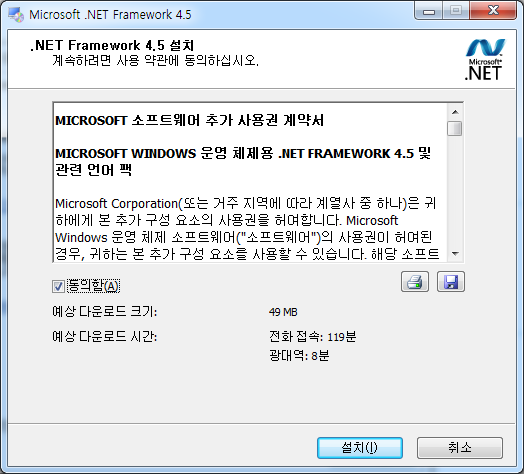 Microsoft .NET Framework 4.5
.NET Framework 4.5 설치
계속하려면 사용 약관에 동의하십시오.
Microsoft®
.NET
MICROSOFT 소프트웨어 추가 사용권 계약서
MICROSOFT WINDOWS 운영 체제용 .NET FRAMEWORK 4.5 및
관련 언어 팩
Microsoft Corporation(또는 거주 지역에 따라 계열사 중 하나)은 귀
하에게 본 추가 구성 요소의 사용권을 허여합니다. Microsoft
Windows 운영 체제 소프트웨어("소프트웨어")의 사용권이 허여된
경우, 귀하는 본 추가 구성 요소를 사용할 수 있습니다. 해당 소프트
동의함(A)
예상 다운로드 크기: 49 MB
예상 다운로드 시간: 전화 접속: 119분
광대역: 8분
설치(I)
취소